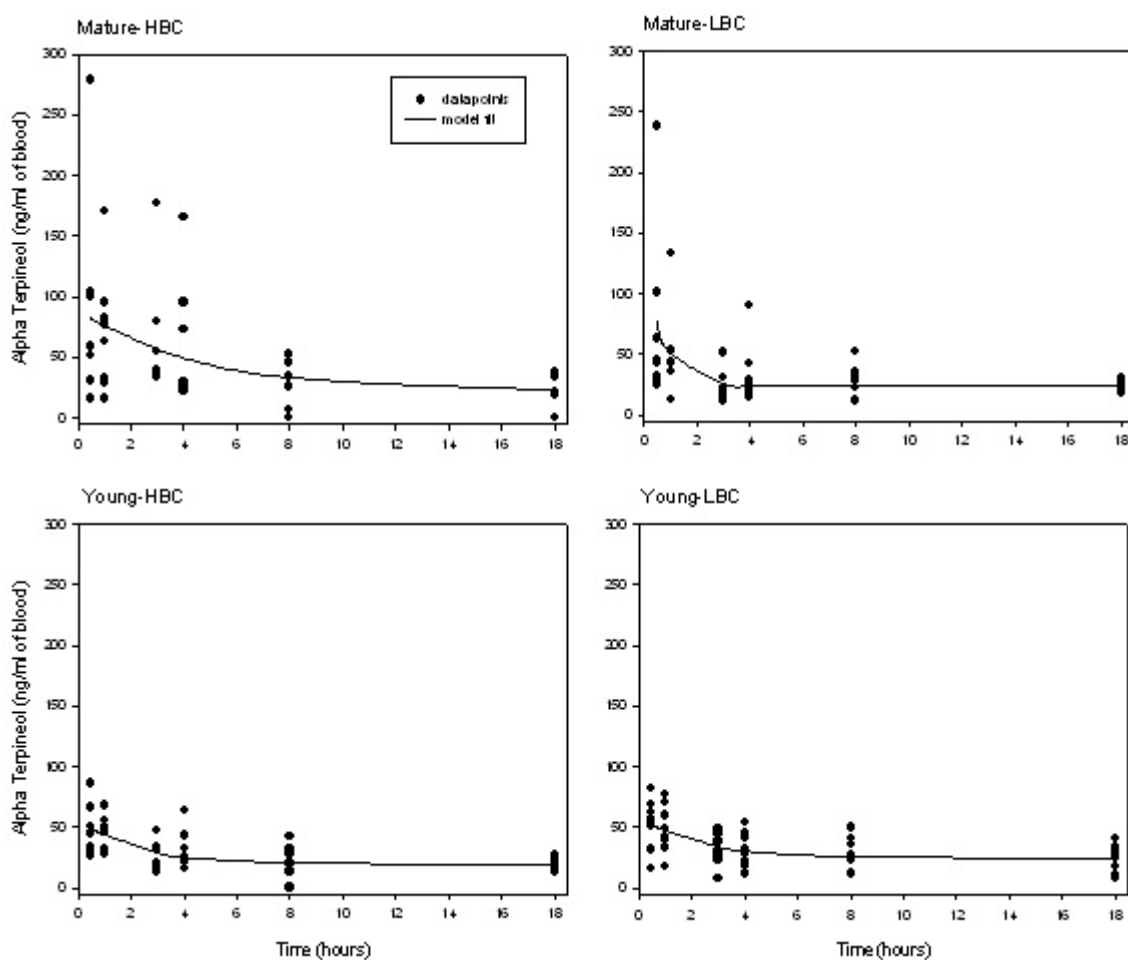 Mature-HBC
Mature-LBC
300
250
200
150
100
50
0
Alpha Terpineol (ng/ml of blood)
datapoints
model fit
0 2 4 6 8 10 12 14 16 18
300
250
200
150
100
50
0
0 2 4 6 8 10 12 14 16 18
Young-HBC
Young-LBC
300
250
200
150
100
50
0
Alpha Terpineol (ng/ml of blood)
0 2 4 6 8 10 12 14 16 18
Time (hours)
300
250
200
150
100
50
0
0 2 4 6 8 10 12 14 16 18
Time (hours)